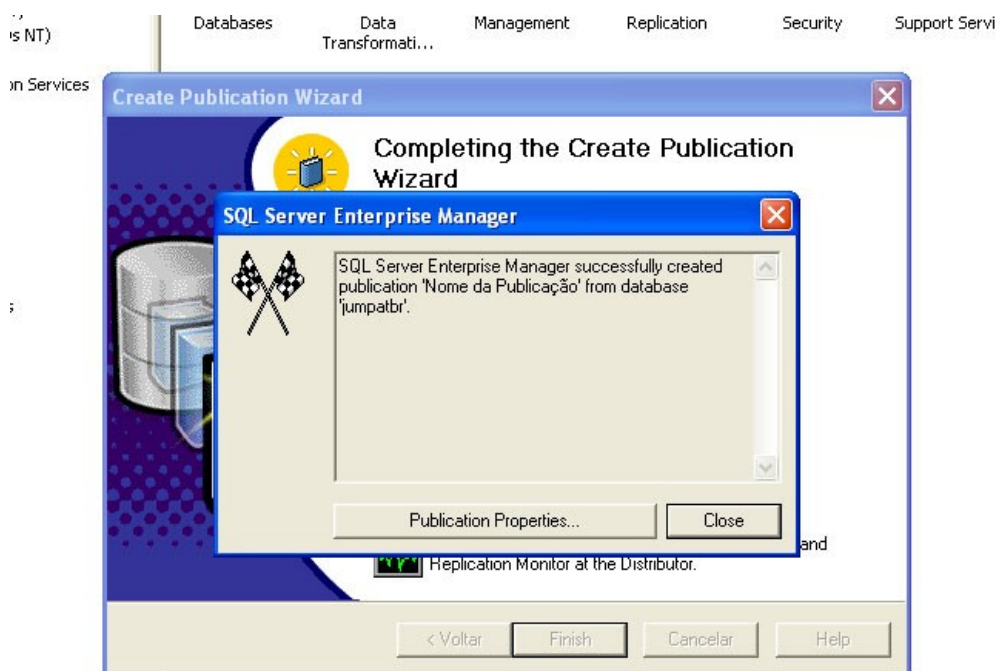 s NT)
Databases
Data
Transformati...
Management
Replication
Security
Support Servi
on Services
Create Publication Wizard
Completing the Create Publication
Wizard
SQL Server Enterprise Manager
SQL Server Enterprise Manager successfully created
publication 'Nome da Publicação' from database
'jumpatbr'.
Publication Properties...
Close
and
Replication Monitor at the Distributor.
< Voltar
Finish
Cancelar
Help